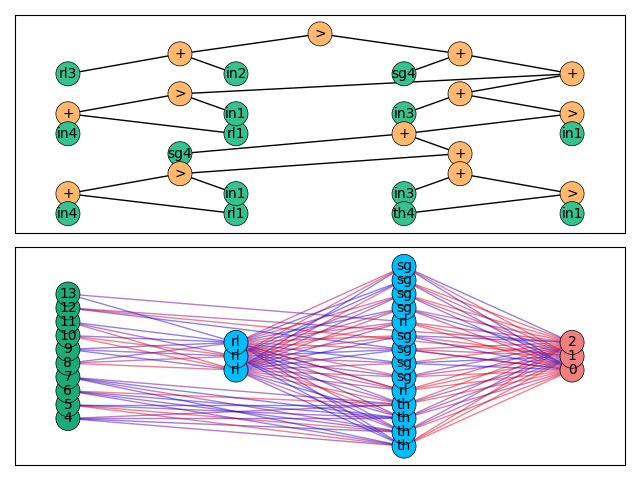 >
+ +
rl3 in2 sg4 +
> +
+ in1 in3 >
in4 rl1 + in1
sg4 +
> +
+ in1 in3 >
in4 rl1 th4 in1
sg
13 sg
12 sg
11 sg
10 rl
9 rl sg 2
8 rl sg 1
7 rl sg 0
6 sg
5 rl
4 th
th
th
th